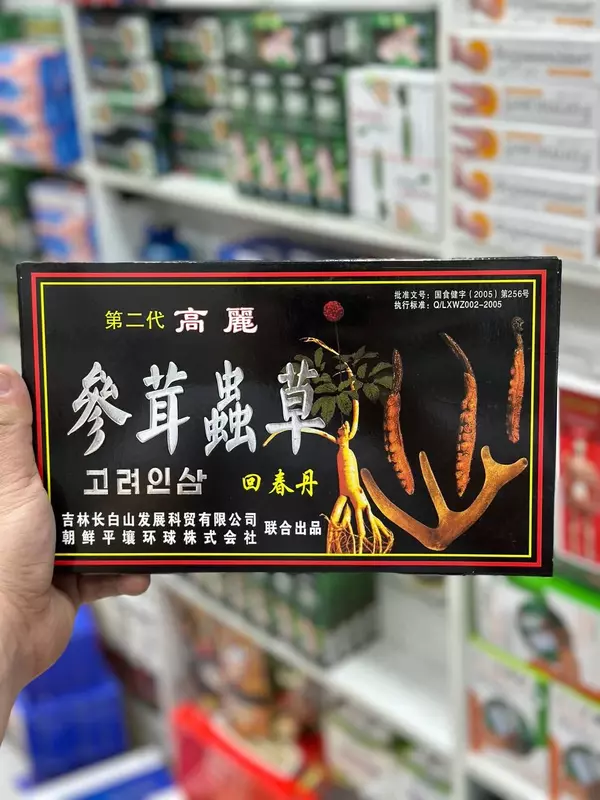 批准文号：国食健字（2005）第256号
执行标准：Q/LXWZ002-2005
第二代 高麗
參茸蟲草
고려인삼 回春丹
吉林长白山发展科贸有限公司
朝鲜平壤环球株式会社
联合出品